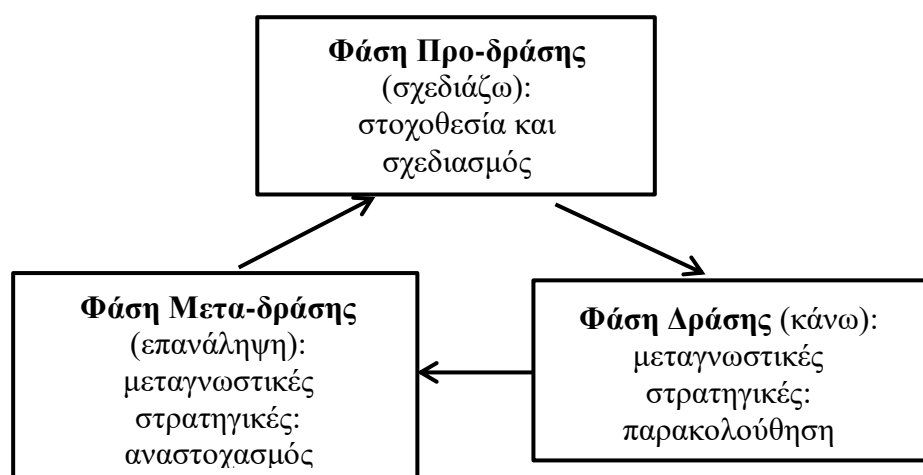 Φάση Προ-δράσης
(σχεδιάζω):
στοχοθεσία και
σχεδιασμός
Φάση Μετα-δράσης
(επανάληψη):
μεταγνωστικές
στρατηγικές:
αναστοχασμός
Φάση Δράσης (κάνω):
μεταγνωστικές
στρατηγικές:
παρακολούθηση